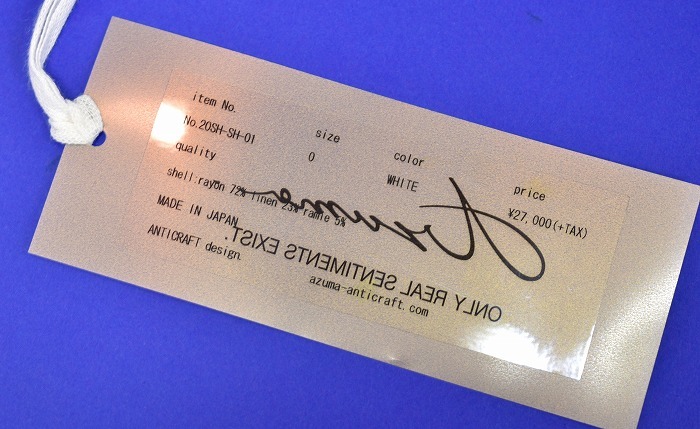 item No. size color price
No.20SH-SH-01 0 WHITE ¥27,000(+TAX)
quality
shell:rayon 72% linen 23% ramie 5%
MADE IN JAPAN
ANTICRAFT design
azuma-anticraft.com
Azuma
ONLY REAL SENTIMENTS EXIST.